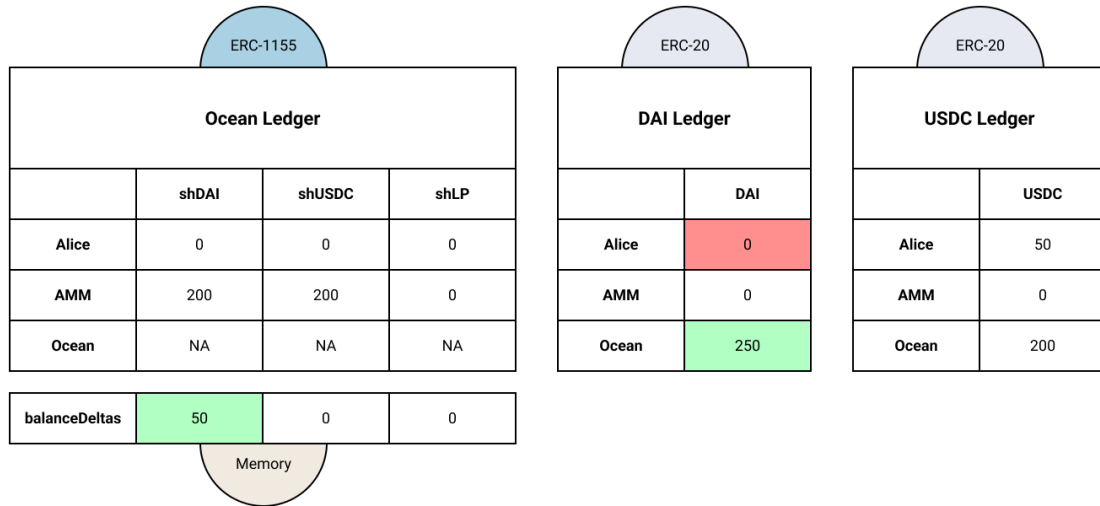 ERC-1155
ERC-20
ERC-20
Ocean Ledger
DAI Ledger
USDC Ledger
shDAI shUSDC shLP
DAI
USDC
Alice 0 0 0
Alice 0
Alice 50
AMM 200 200 0
AMM 0
AMM 0
Ocean NA NA NA
Ocean 250
Ocean 200
balanceDeltas 50 0 0
Memory